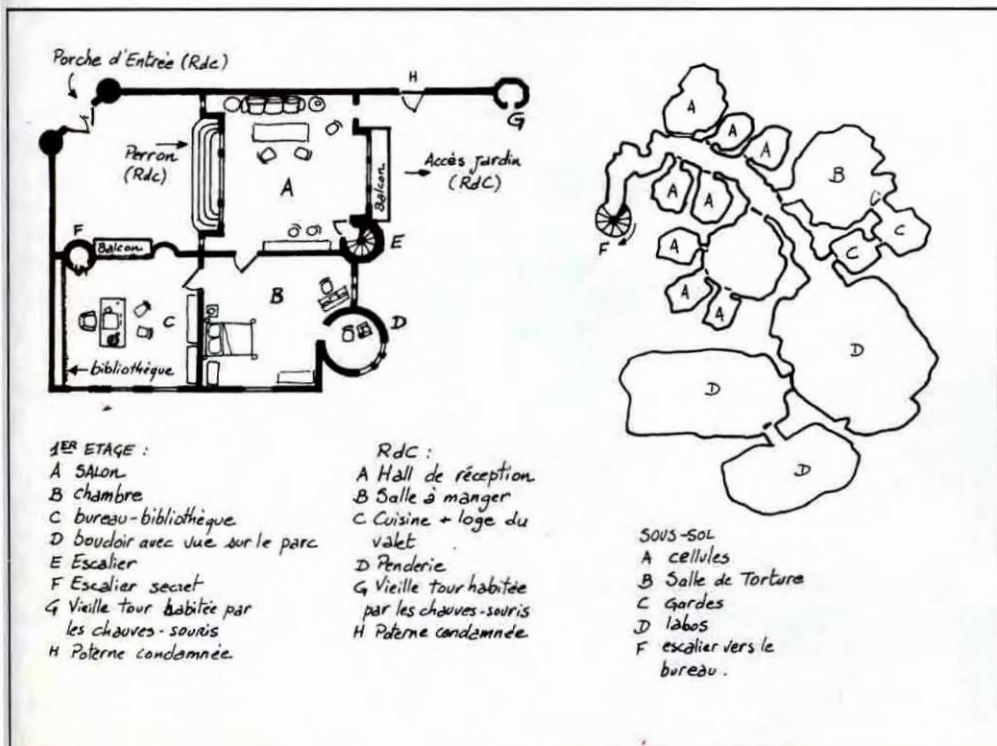 Porche d'Entrée (Rdc)
H
G
Perron
(Rdc)
A
Balcon
Accès jardin
(RdC)
F
Balcon
E
B
C
D
bibliothèque
1ER ETAGE :
A SALON
B chambre
C bureau-bibliothèque
D boudoir avec vue sur le parc
E Escalier
F Escalier secret
G Vieille tour habitée par
les chauves-souris
H Poterne condamnée
RdC :
A Hall de réception
B Salle à manger
C Cuisine + loge du
valet
D Penderie
G Vieille tour habitée
par les chauves-souris
H Poterne condamnée
A
A
A
B
A
A
C
C
F
A
A
A
D
D
D
SOUS-SOL
A cellules
B Salle de Torture
C Gardes
D labos
F escalier vers le
bureau.